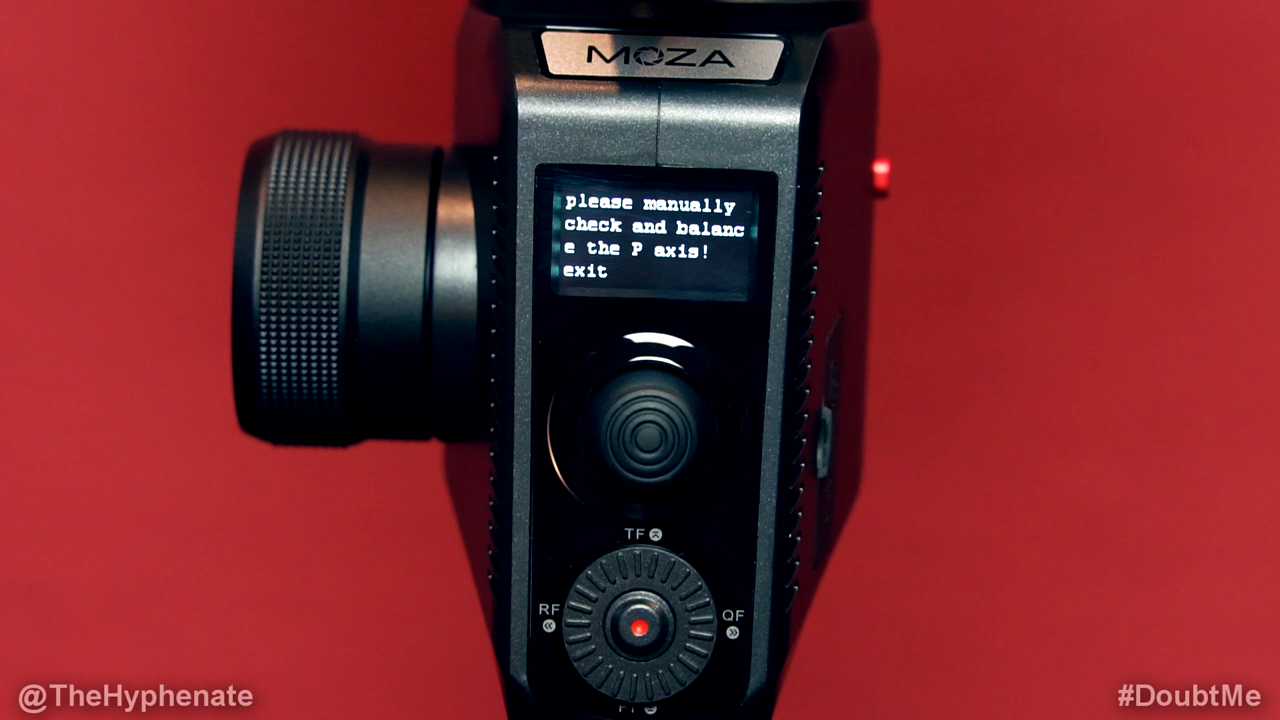 MOZA
please manually
check and balanc
e the P axis!
exit
TF
RF
QF
@TheHyphenate
#DoubtMe